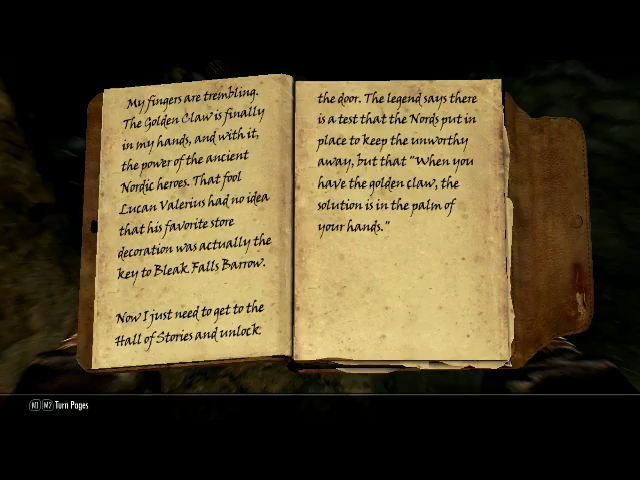 My fingers are trembling.
The Golden Claw is finally
in my hands, and with it,
the power of the ancient
Nordic heroes. That fool
Lucan Valerius had no idea
that his favorite store
decoration was actually the
key to Bleak Falls Barrow.
Now I just need to get to the
Hall of Stories and unlock
the door. The legend says there
is a test that the Nords put in
place to keep the unworthy
away, but that "When you
have the golden claw, the
solution is in the palm of
your hands."
M1 M2 Turn Pages